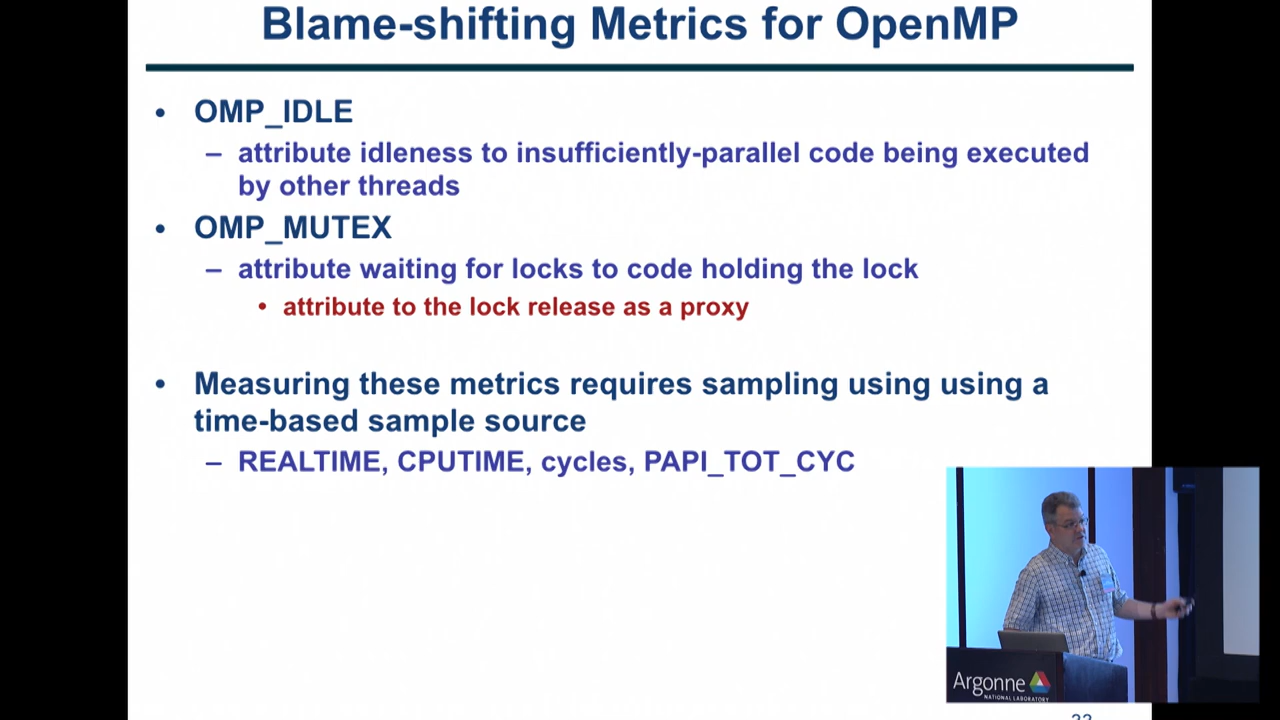 Blame-shifting Metrics for OpenMP
• OMP_IDLE
– attribute idleness to insufficiently-parallel code being executed
by other threads
• OMP_MUTEX
– attribute waiting for locks to code holding the lock
• attribute to the lock release as a proxy
• Measuring these metrics requires sampling using using a
time-based sample source
– REALTIME, CPUTIME, cycles, PAPI_TOT_CYC
Argonne
NATIONAL LABORATORY